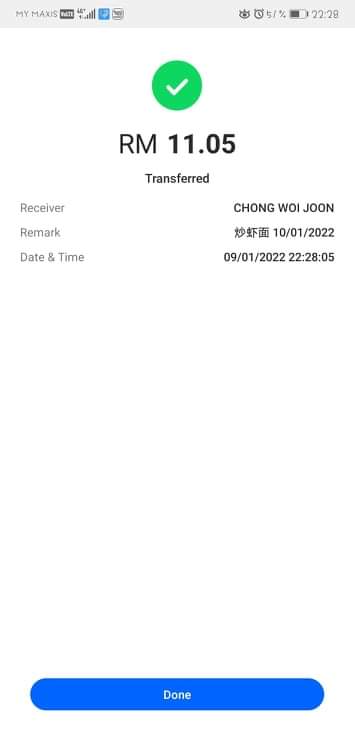 MY MAXIS VoLTE 57% 22:28
RM 11.05
Transferred
Receiver CHONG WOI JOON
Remark 炒虾面 10/01/2022
Date & Time 09/01/2022 22:28:05
Done